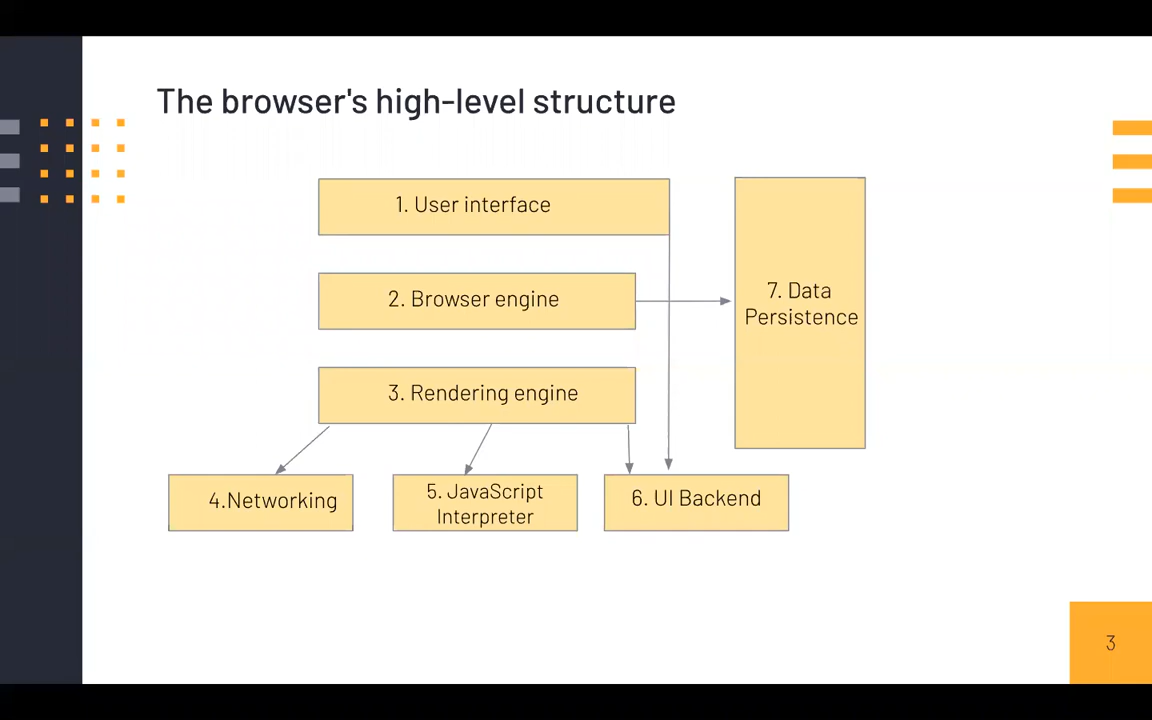 The browser's high-level structure
1. User interface
2. Browser engine
7. Data
Persistence
3. Rendering engine
4.Networking
5. JavaScript
Interpreter
6. UI Backend
3